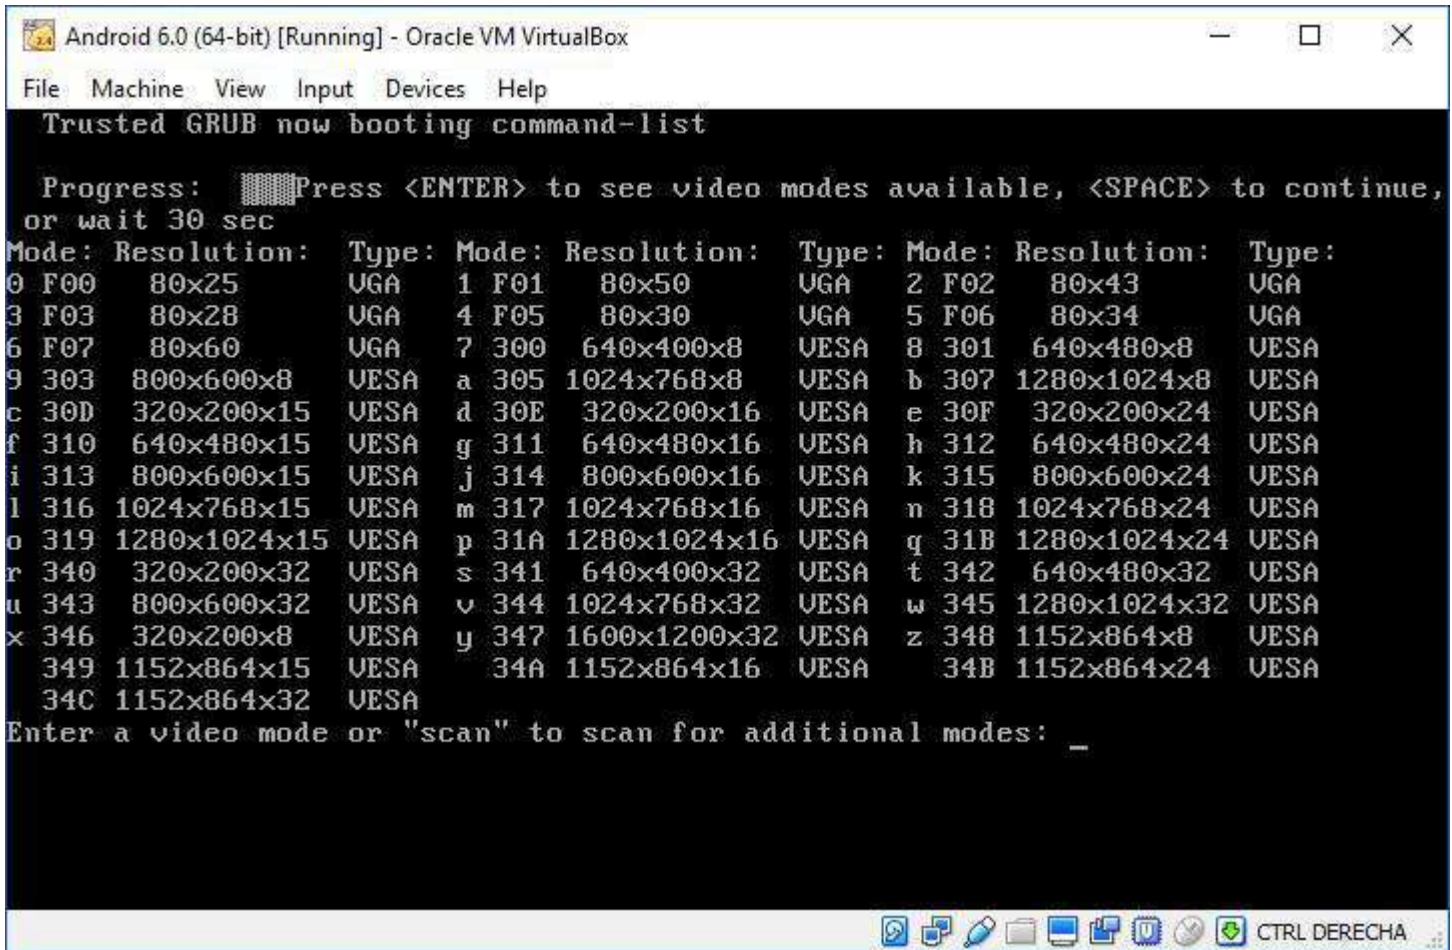 Android 6.0 (64-bit) [Running] - Oracle VM VirtualBox
File Machine View Input Devices Help
Trusted GRUB now booting command-list
Progress: Press <ENTER> to see video modes available, <SPACE> to continue,
or wait 30 sec
Mode: Resolution: Type: Mode: Resolution: Type: Mode: Resolution: Type:
0 F00 80x25 VGA 1 F01 80x50 VGA 2 F02 80x43 VGA
3 F03 80x28 VGA 4 F05 80x30 VGA 5 F06 80x34 VGA
6 F07 80x60 VGA 7 300 640x400x8 VESA 8 301 640x480x8 VESA
9 303 800x600x8 VESA a 305 1024x768x8 VESA b 307 1280x1024x8 VESA
c 30D 320x200x15 VESA d 30E 320x200x16 VESA e 30F 320x200x24 VESA
f 310 640x480x15 VESA g 311 640x480x16 VESA h 312 640x480x24 VESA
i 313 800x600x15 VESA j 314 800x600x16 VESA k 315 800x600x24 VESA
l 316 1024x768x15 VESA m 317 1024x768x16 VESA n 318 1024x768x24 VESA
o 319 1280x1024x15 VESA p 31A 1280x1024x16 VESA q 31B 1280x1024x24 VESA
r 340 320x200x32 VESA s 341 640x400x32 VESA t 342 640x480x32 VESA
u 343 800x600x32 VESA v 344 1024x768x32 VESA w 345 1280x1024x32 VESA
x 346 320x200x8 VESA y 347 1600x1200x32 VESA z 348 1152x864x8 VESA
349 1152x864x15 VESA 34A 1152x864x16 VESA 34B 1152x864x24 VESA
34C 1152x864x32 VESA
Enter a video mode or "scan" to scan for additional modes: _
CTRL DERECHA